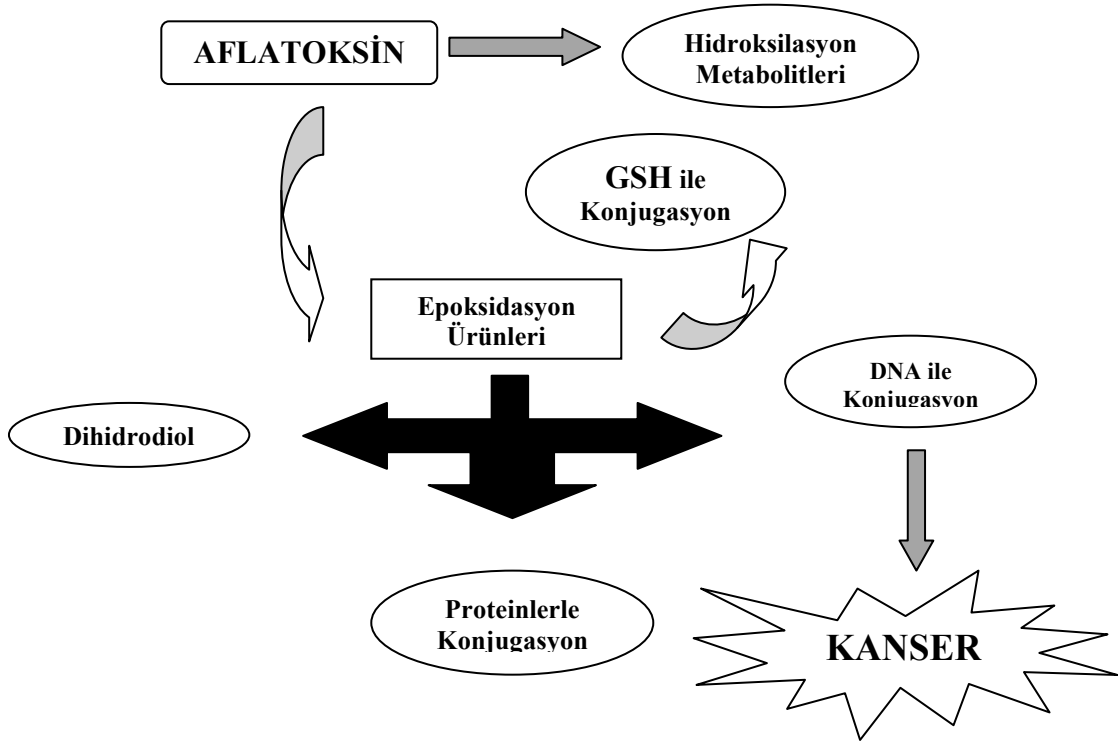 AFLATOKSİN
Hidroksilasyon
Metabolitleri
GSH ile
Konjugasyon
Epoksidasyon
Ürünleri
DNA ile
Konjugasyon
Dihidrodiol
Proteinlerle
Konjugasyon
KANSER